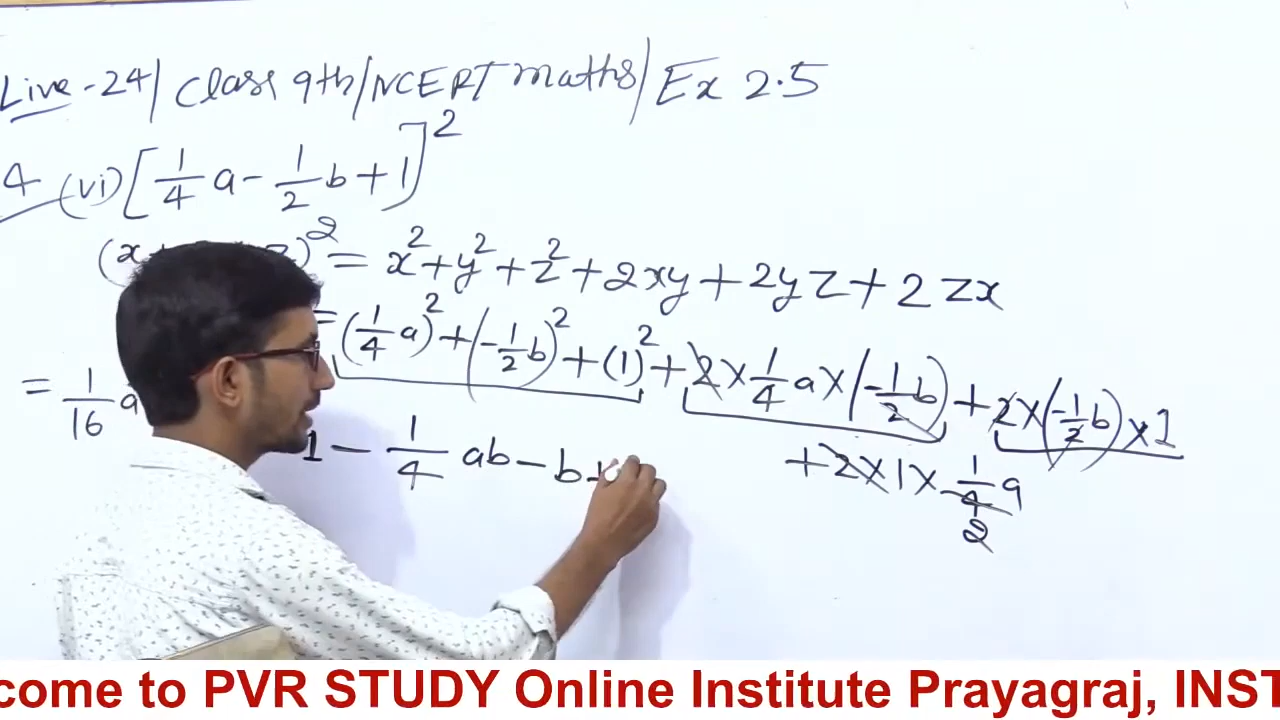 Live-24/ Class 9th/NCERT maths/ Ex 2.5
4 (vi) [1/4 a - 1/2 b + 1]²
(x )² = x² + y² + z² + 2xy + 2yz + 2zx
= (1/4 a)² + (-1/2 b)² + (1)² + 2 × 1/4 a × (-1/2 b) + 2 × (-1/2 b) × 1
+ 2 × 1 × 1/4 a
2
= 1/16 a 1 - 1/4 ab - b +
come to PVR STUDY Online Institute Prayagraj, INST